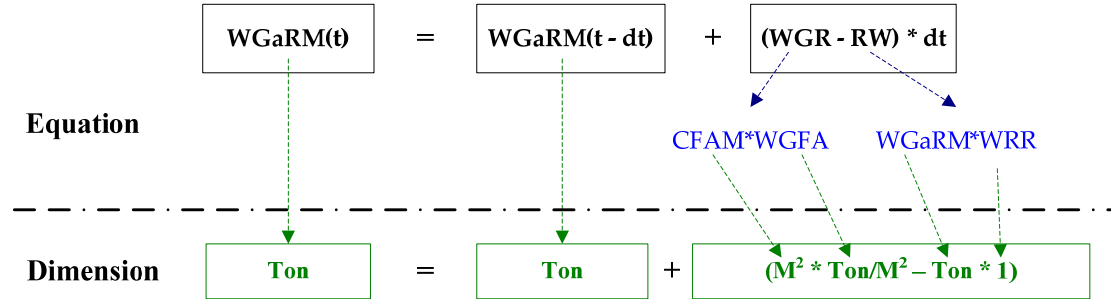 WGaRM(t) = WGaRM(t - dt) + (WGR - RW) * dt
Equation
CFAM*WGFA WGaRM*WRR
Dimension Ton = Ton + (M² * Ton/M² – Ton * 1)